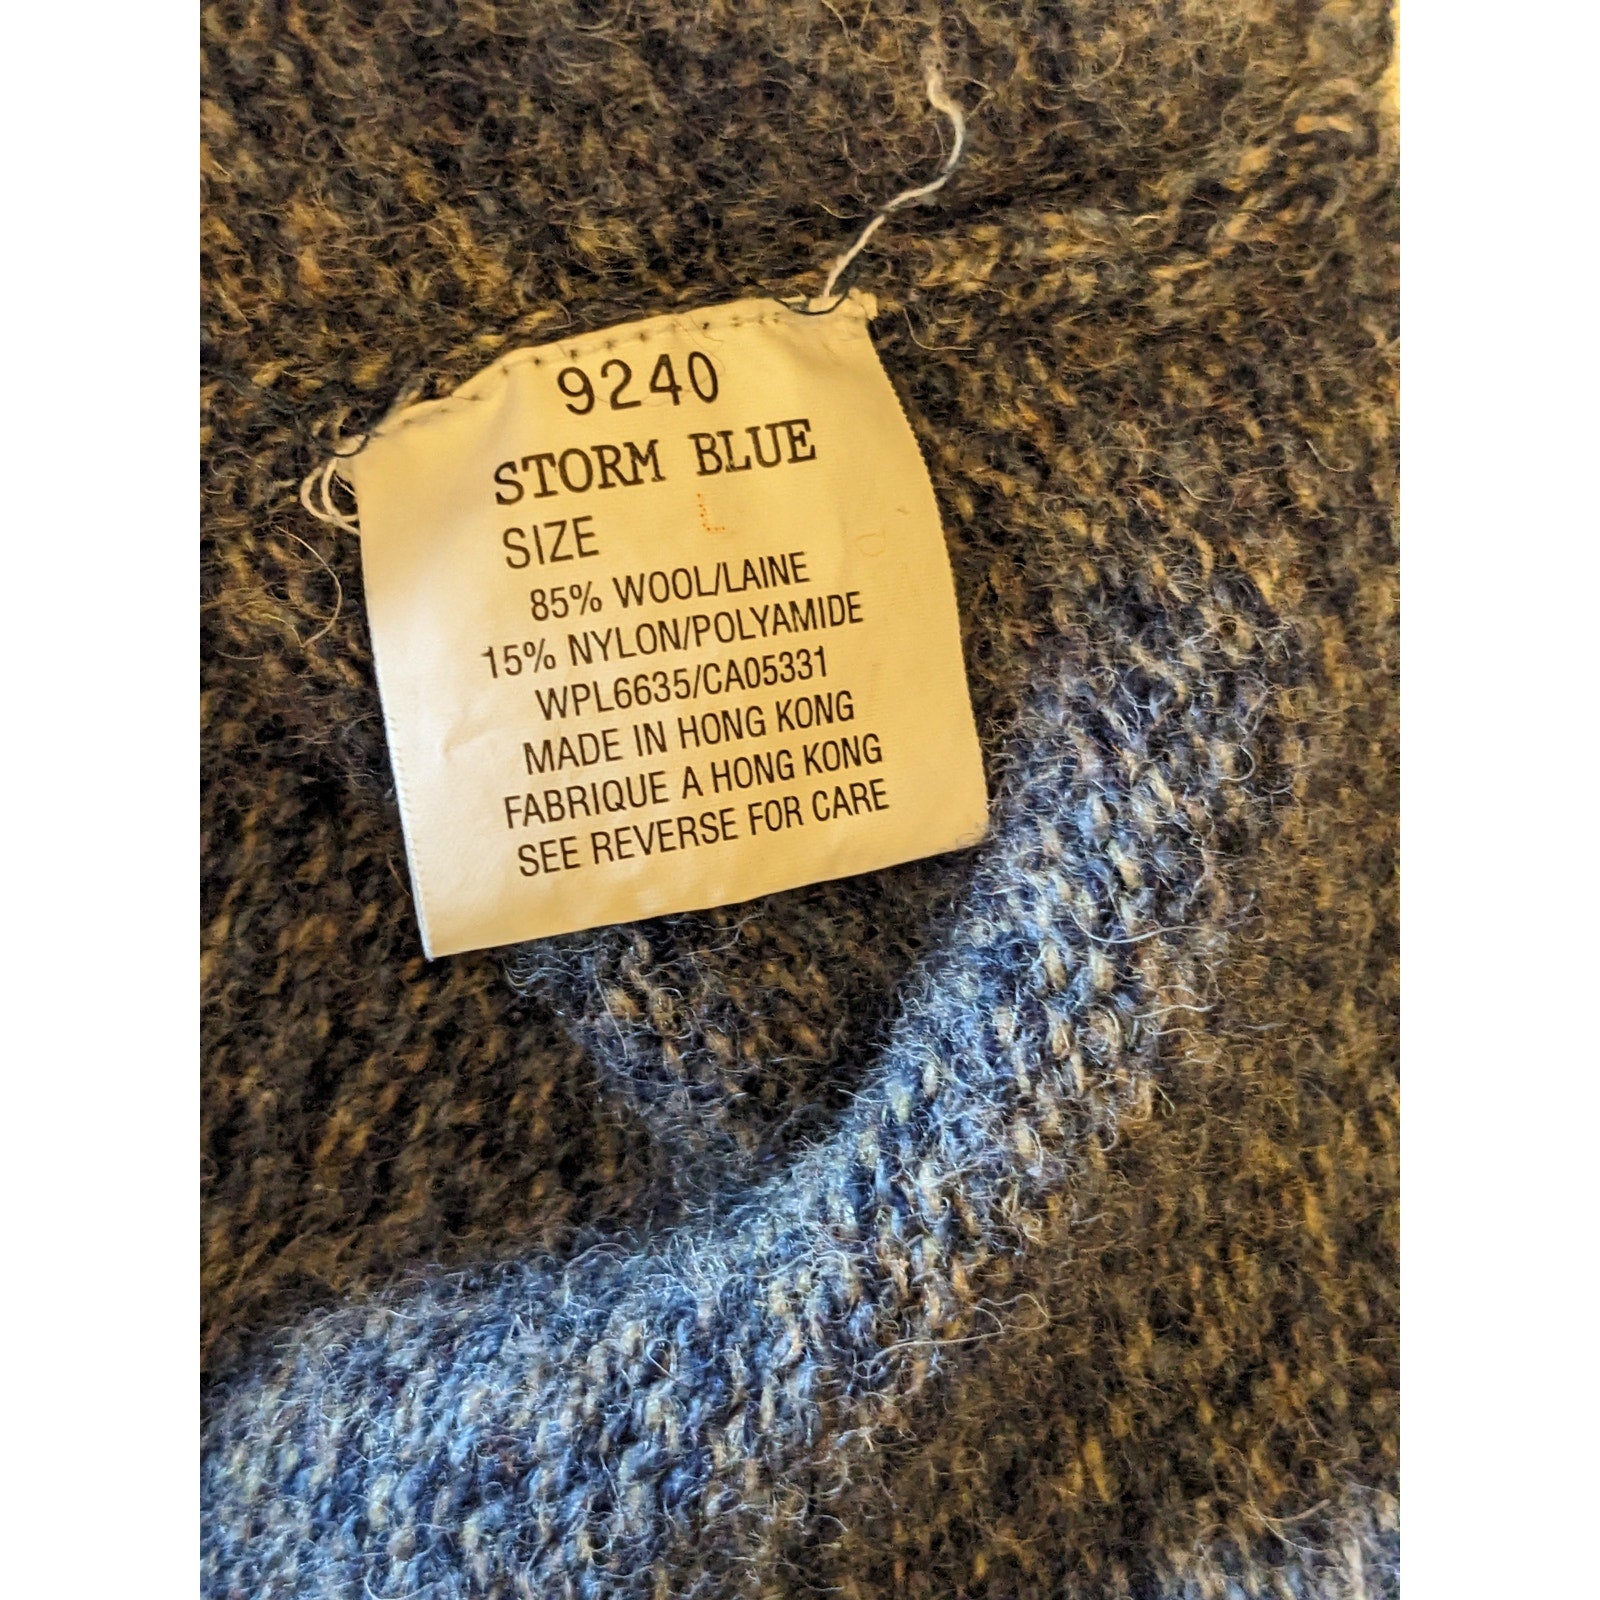 9240
STORM BLUE
SIZE L
85% WOOL/LAINE
15% NYLON/POLYAMIDE
WPL6635/CA05331
MADE IN HONG KONG
FABRIQUE A HONG KONG
SEE REVERSE FOR CARE